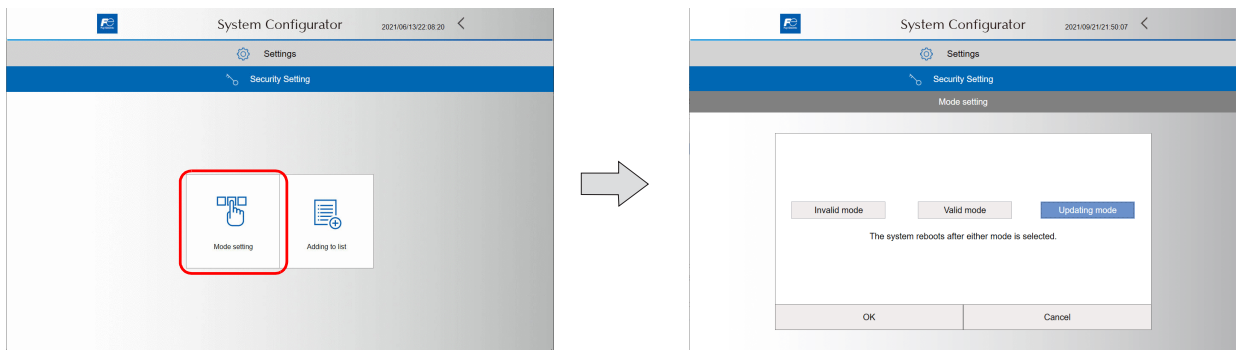 System Configurator 2021/06/13/22:08:20
Settings
Security Setting
Mode setting
Adding to list
System Configurator 2021/09/21/21:50:07
Settings
Security Setting
Mode setting
Invalid mode Valid mode Updating mode
The system reboots after either mode is selected.
OK Cancel